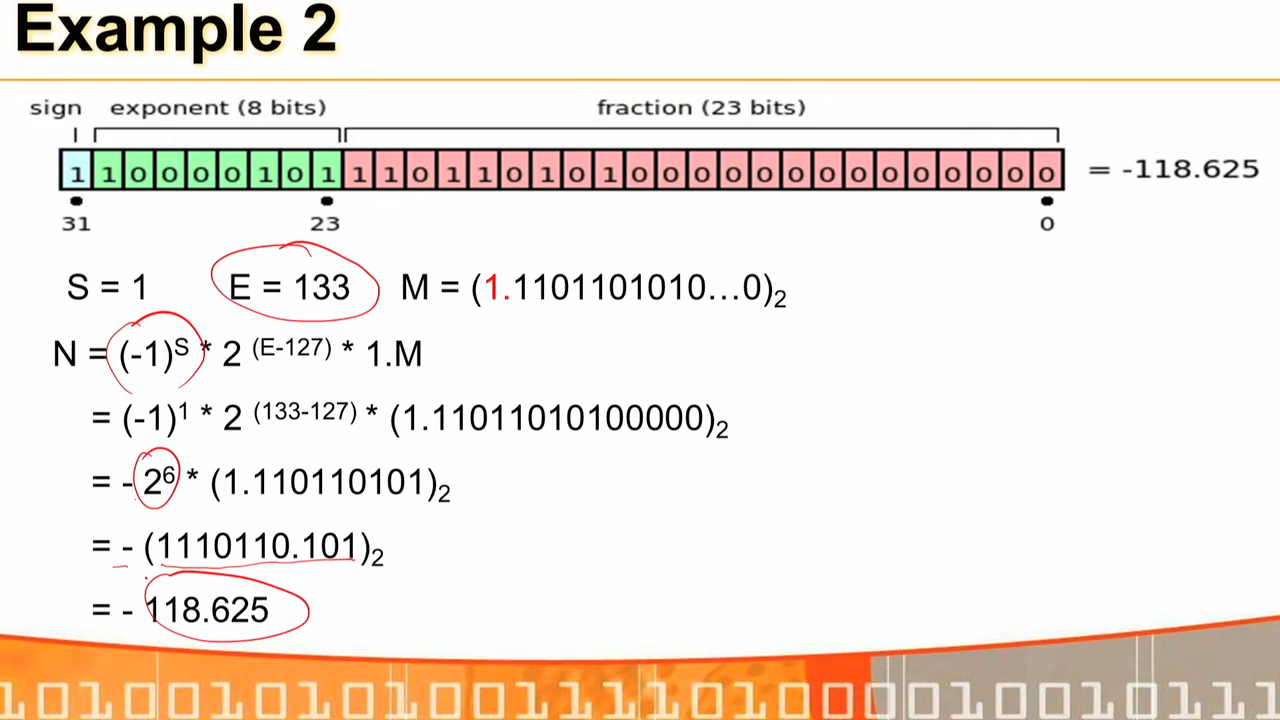 Example 2
sign exponent (8 bits) fraction (23 bits)
1 1 0 0 0 0 1 0 1 1 1 0 1 1 0 1 0 1 0 0 0 0 0 0 0 0 0 0 0 0 0 0 = -118.625
31 23 0
S = 1 E = 133 M = (1.1101101010...0)₂
N = (-1)ˢ * 2 ⁽ᴱ⁻¹²⁷⁾ * 1.M
= (-1)¹ * 2 ⁽¹³³⁻¹²⁷⁾ * (1.11011010100000)₂
= - 2⁶ * (1.110110101)₂
= - (1110110.101)₂
= - 118.625
1010010101010011110100000100101111